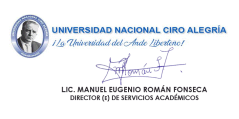 UNIVERSIDAD NACIONAL CIRO ALEGRÍA
¡La Universidad del Ande Liberteño!
LIC. MANUEL EUGENIO ROMÁN FONSECA
DIRECTOR (E) DE SERVICIOS ACADÉMICOS